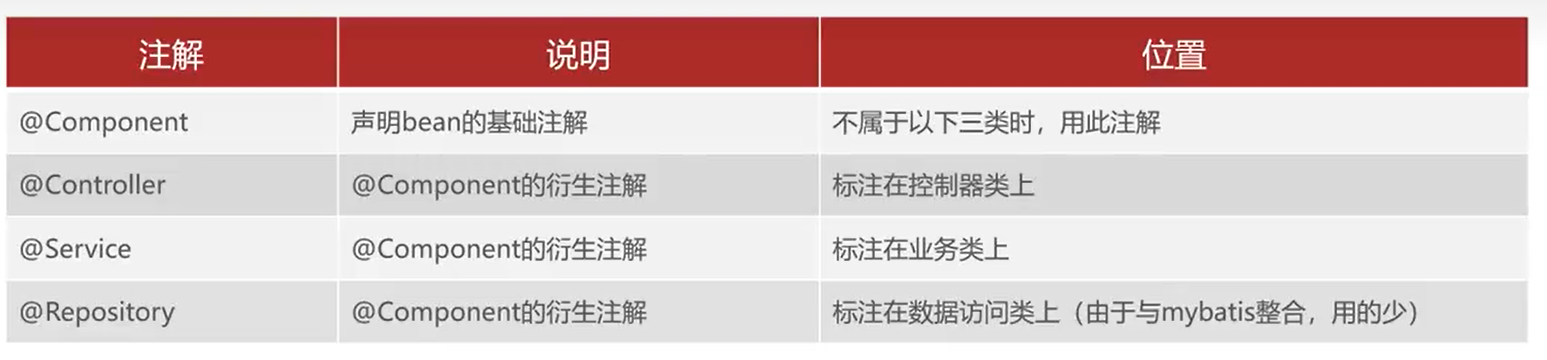 注解 说明 位置
@Component 声明bean的基础注解 不属于以下三类时，用此注解
@Controller @Component的衍生注解 标注在控制器类上
@Service @Component的衍生注解 标注在业务类上
@Repository @Component的衍生注解 标注在数据访问类上（由于与mybatis整合，用的少）